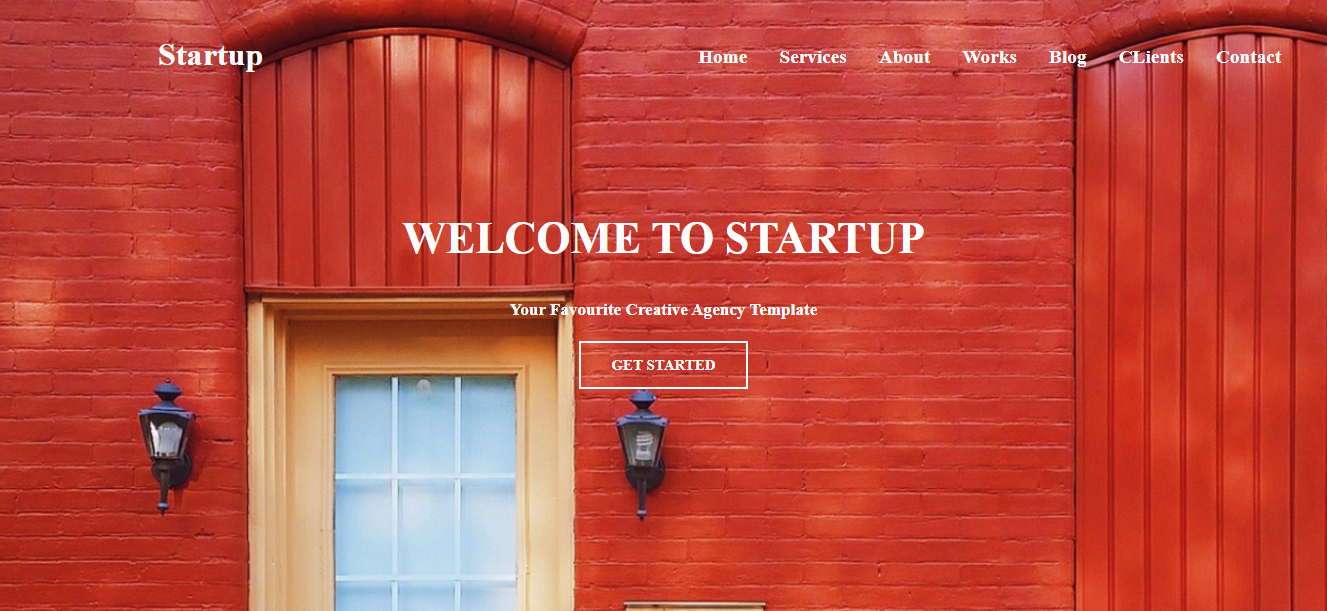 Startup
Home Services About Works Blog CLients Contact
WELCOME TO STARTUP
Your Favourite Creative Agency Template
GET STARTED